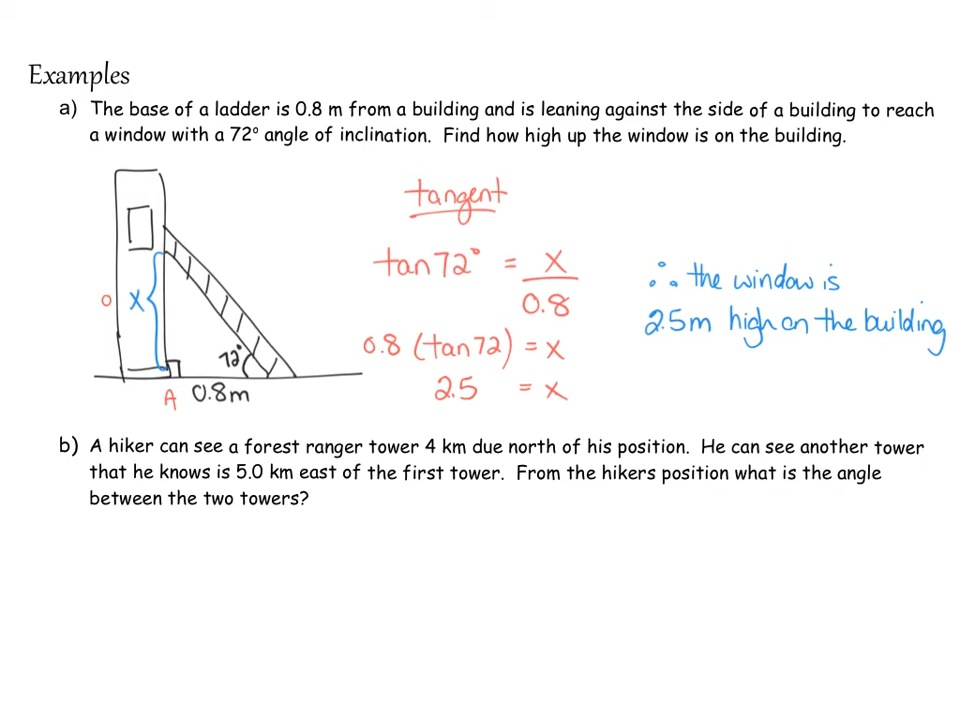 Examples
a) The base of a ladder is 0.8 m from a building and is leaning against the side of a building to reach
a window with a 72° angle of inclination. Find how high up the window is on the building.
tangent
tan 72° = x
0.8
0.8 (tan 72) = x
2.5 = x
∴ the window is
2.5m high on the building
O X
72°
A 0.8m
b) A hiker can see a forest ranger tower 4 km due north of his position. He can see another tower
that he knows is 5.0 km east of the first tower. From the hikers position what is the angle
between the two towers?